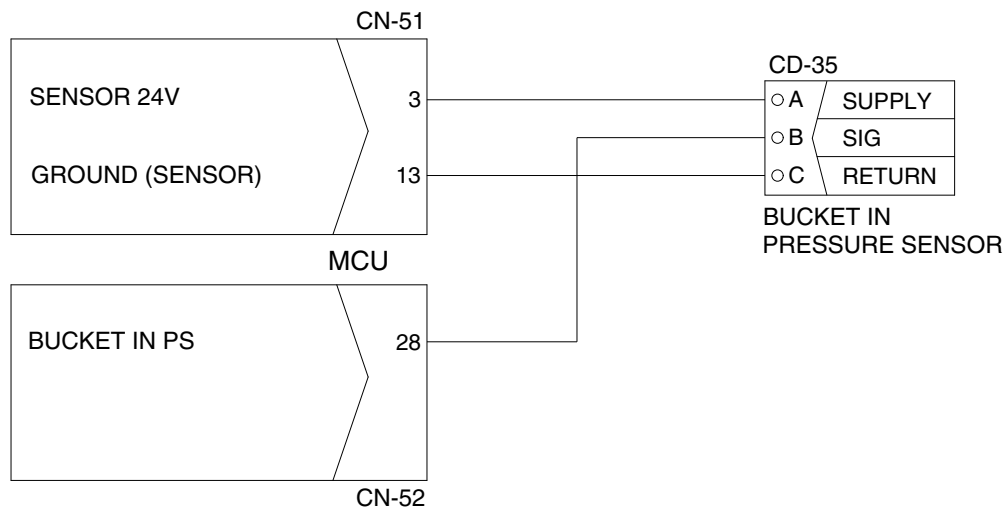 CN-51
SENSOR 24V 3
GROUND (SENSOR) 13
CD-35
A SUPPLY
B SIG
C RETURN
BUCKET IN
PRESSURE SENSOR
MCU
BUCKET IN PS 28
CN-52